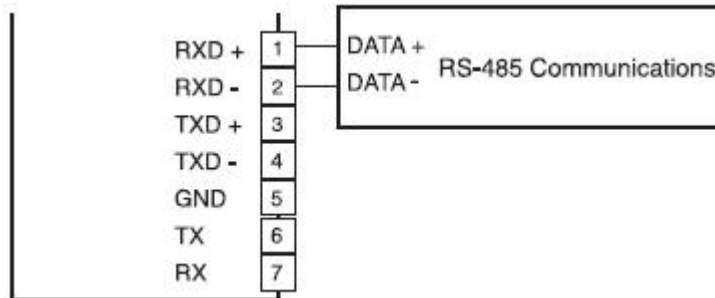 RXD + 1 DATA +
RXD - 2 DATA - RS-485 Communications
TXD + 3
TXD - 4
GND 5
TX 6
RX 7